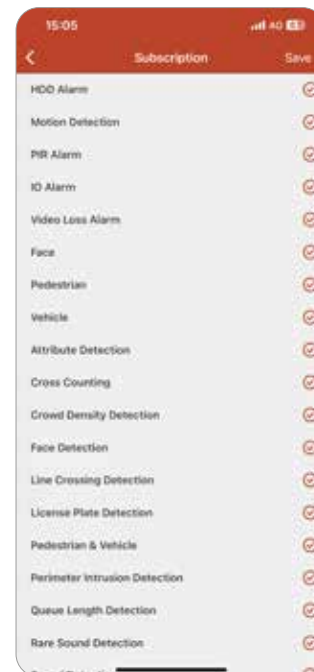 15:05
Subscription
Save
HDD Alarm
Motion Detection
PIR Alarm
IO Alarm
Video Loss Alarm
Face
Pedestrian
Vehicle
Attribute Detection
Cross Counting
Crowd Density Detection
Face Detection
Line Crossing Detection
License Plate Detection
Pedestrian & Vehicle
Perimeter Intrusion Detection
Queue Length Detection
Rare Sound Detection